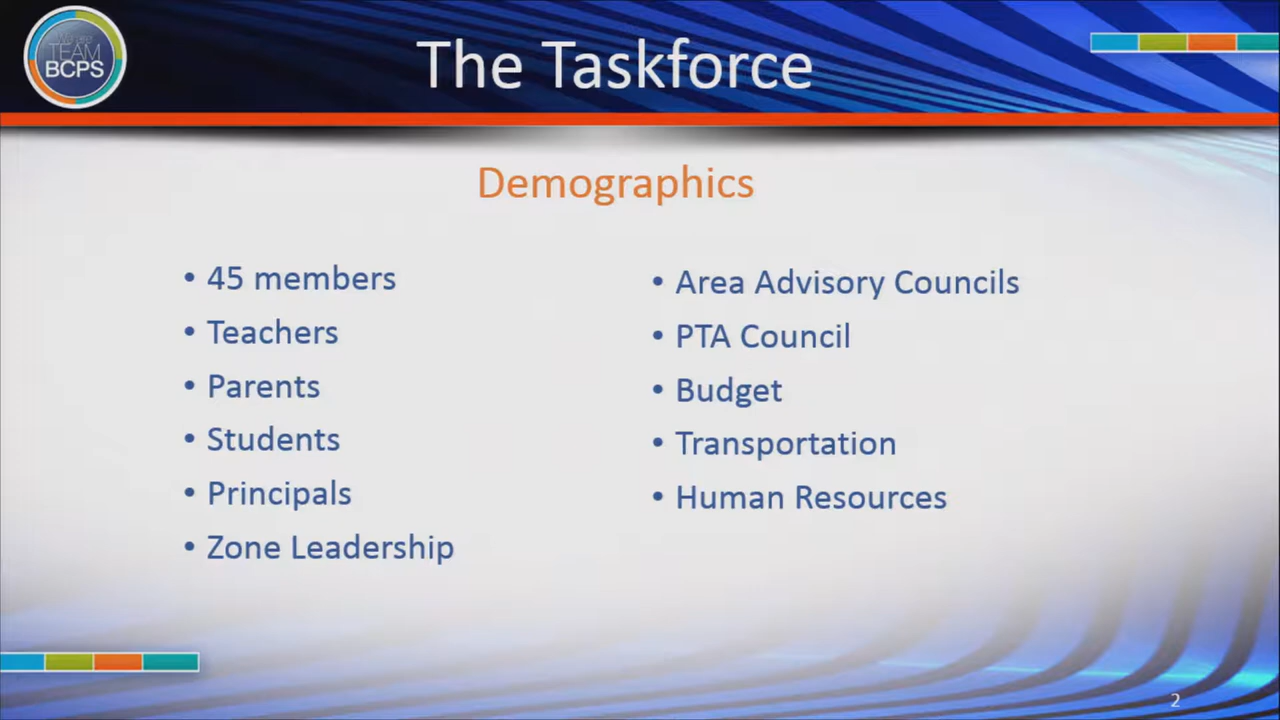 TEAM
BCPS
The Taskforce
Demographics
• 45 members
• Teachers
• Parents
• Students
• Principals
• Zone Leadership
• Area Advisory Councils
• PTA Council
• Budget
• Transportation
• Human Resources
2